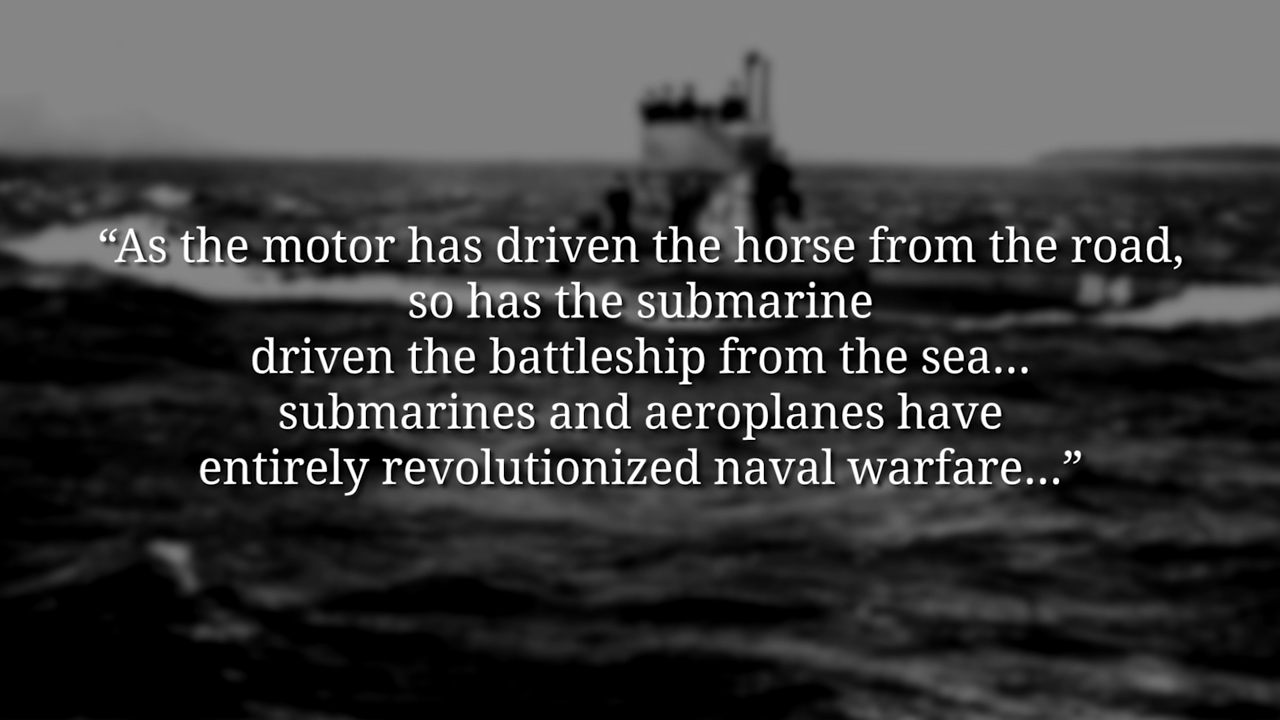 “As the motor has driven the horse from the road,
so has the submarine
driven the battleship from the sea...
submarines and aeroplanes have
entirely revolutionized naval warfare...”